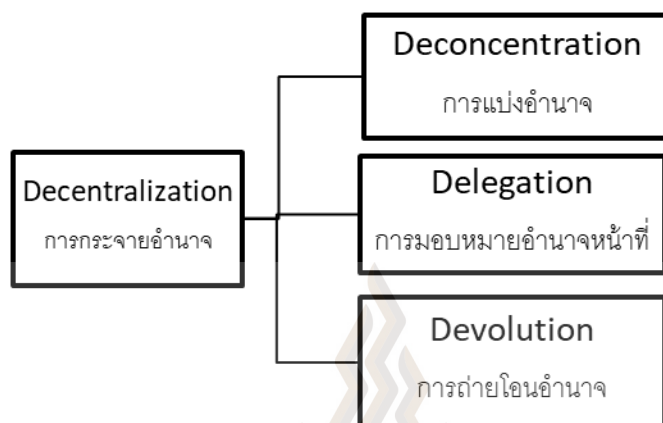 Deconcentration
การแบ่งอำนาจ
Decentralization
การกระจายอำนาจ
Delegation
การมอบหมายอำนาจหน้าที่
Devolution
การถ่ายโอนอำนาจ